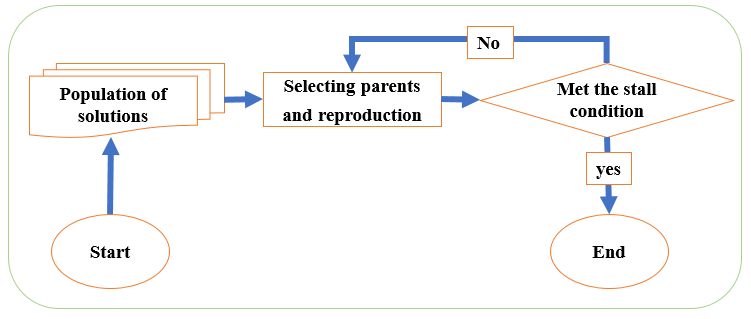 No
Population of
solutions
Selecting parents
and reproduction
Met the stall
condition
yes
Start
End